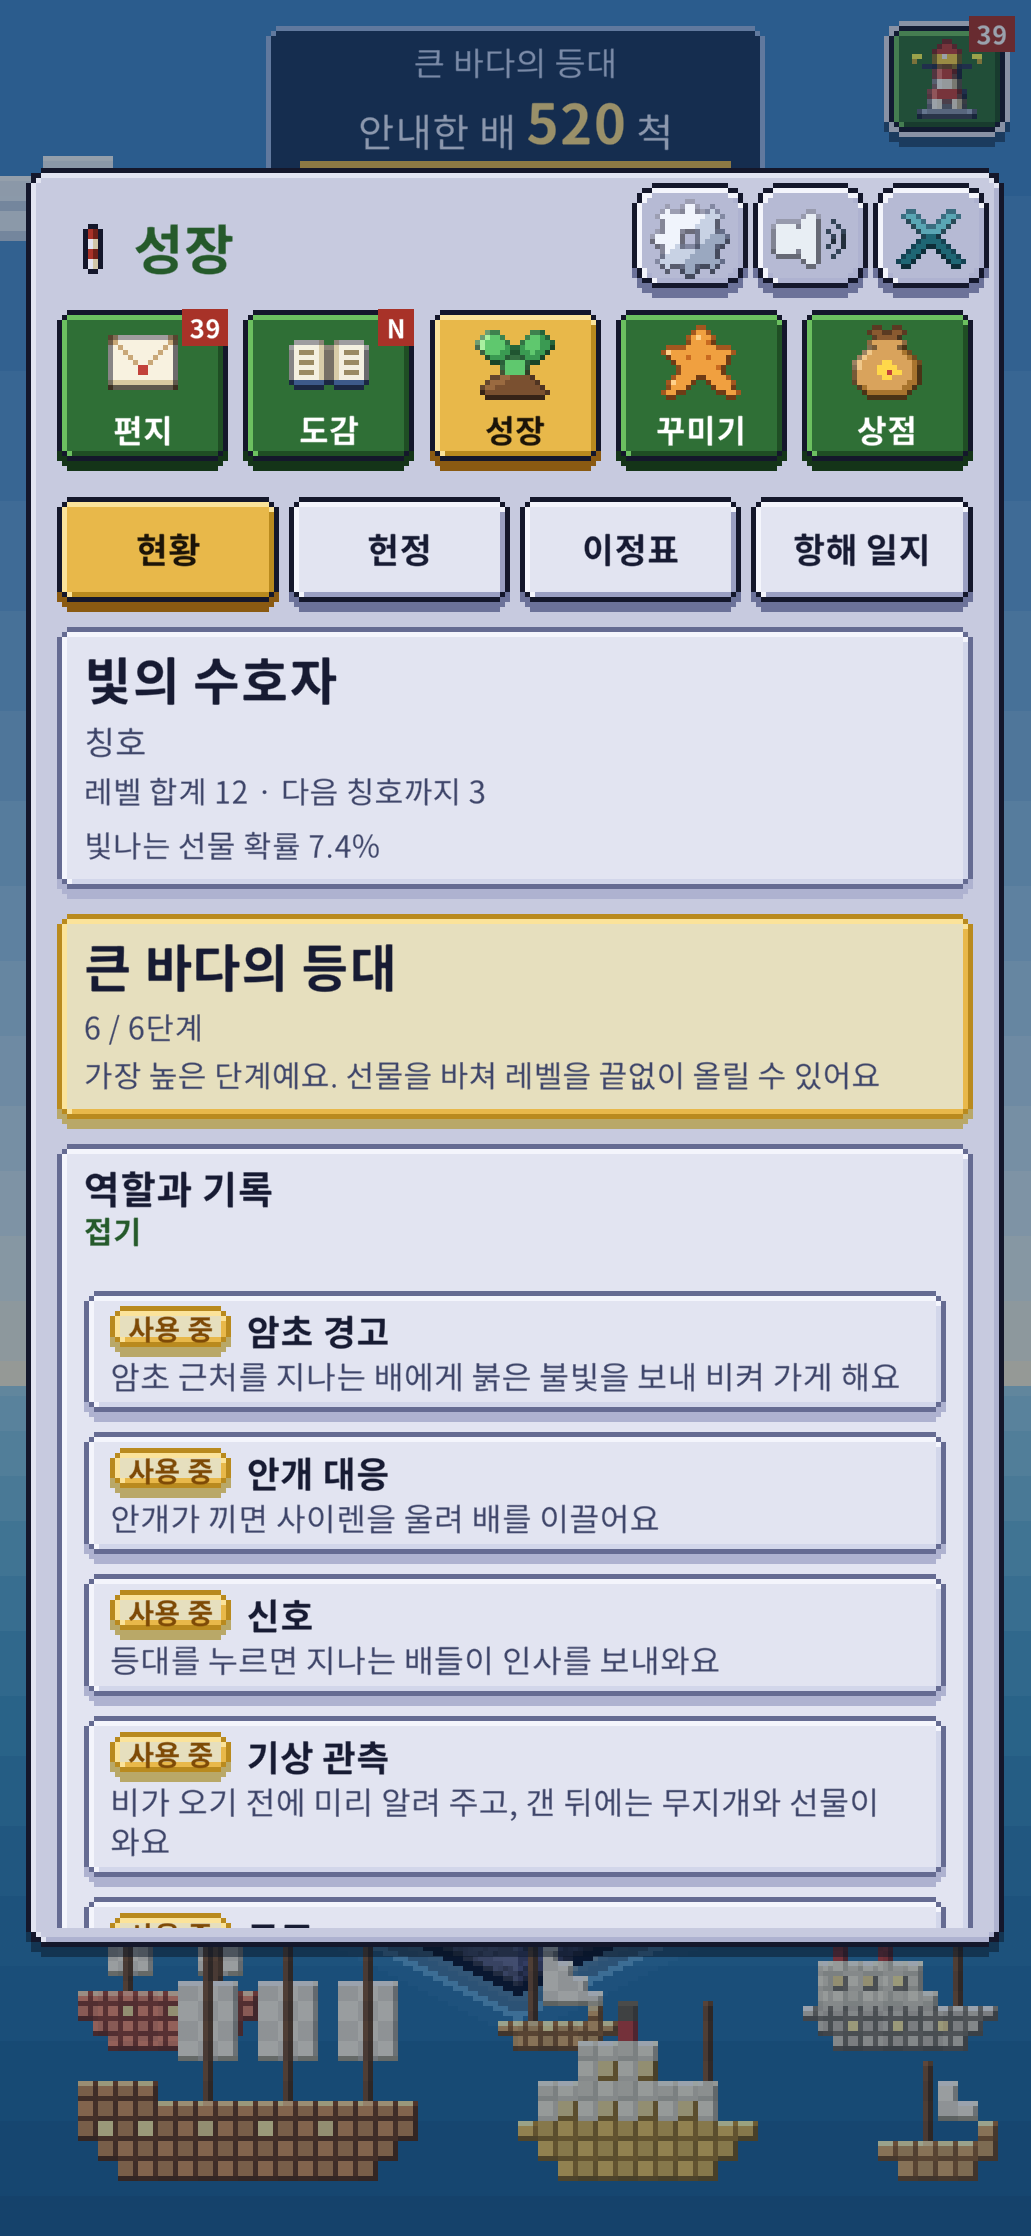 큰 바다의 등대
39
안내한 배 520 척
성장
39
N
편지
도감
성장
꾸미기
상점
현황
헌정
이정표
항해 일지
빛의 수호자
칭호
레벨 합계 12 · 다음 칭호까지 3
빛나는 선물 확률 7.4%
큰 바다의 등대
6 / 6단계
가장 높은 단계예요. 선물을 바쳐 레벨을 끝없이 올릴 수 있어요
역할과 기록
접기
사용 중 암초 경고
암초 근처를 지나는 배에게 붉은 불빛을 보내 비켜 가게 해요
사용 중 안개 대응
안개가 끼면 사이렌을 울려 배를 이끌어요
사용 중 신호
등대를 누르면 지나는 배들이 인사를 보내와요
사용 중 기상 관측
비가 오기 전에 미리 알려 주고, 갠 뒤에는 무지개와 선물이
와요